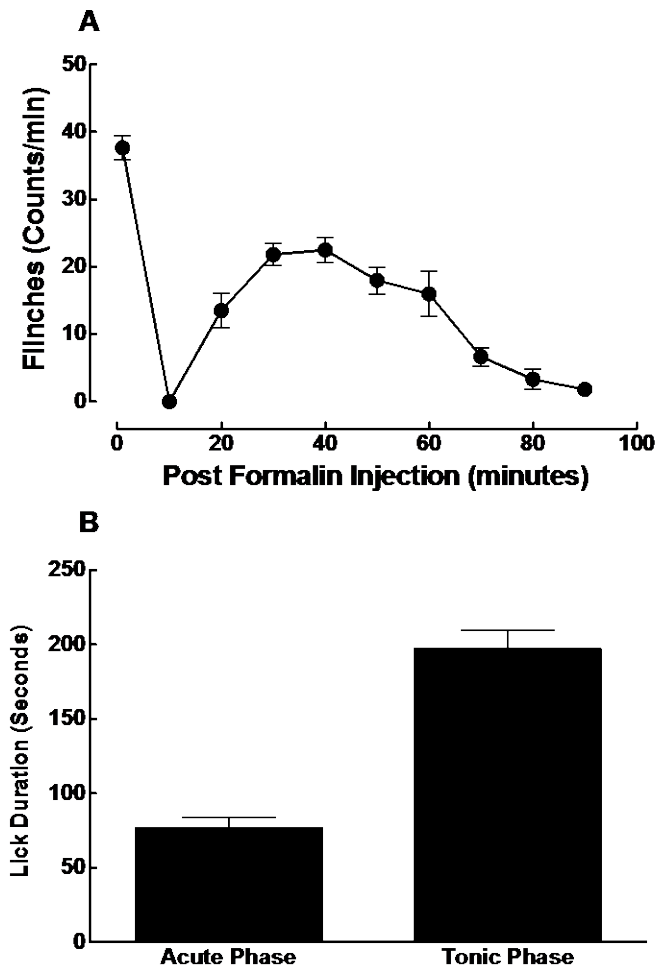 A
50
40
30
20
10
0
Flinches (Counts/min)
0 20 40 60 80 100
Post Formalin Injection (minutes)
B
250
200
150
100
50
0
Lick Duration (Seconds)
Acute Phase Tonic Phase